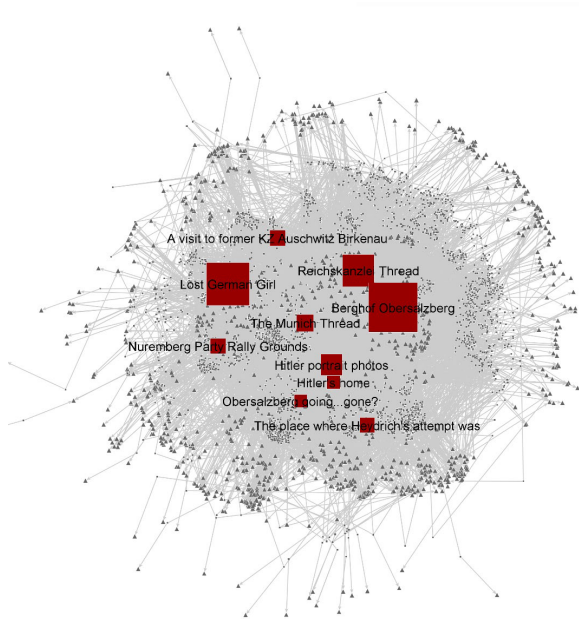 A visit to former KZ Auschwitz Birkenau
Reichskanzlei Thread
Lost German Girl
Berghof Obersalzberg
The Munich Thread
Nuremberg Party Rally Grounds
Hitler portrait photos
Hitler's home
Obersalzberg going...gone?
The place where Heydrich's attempt was